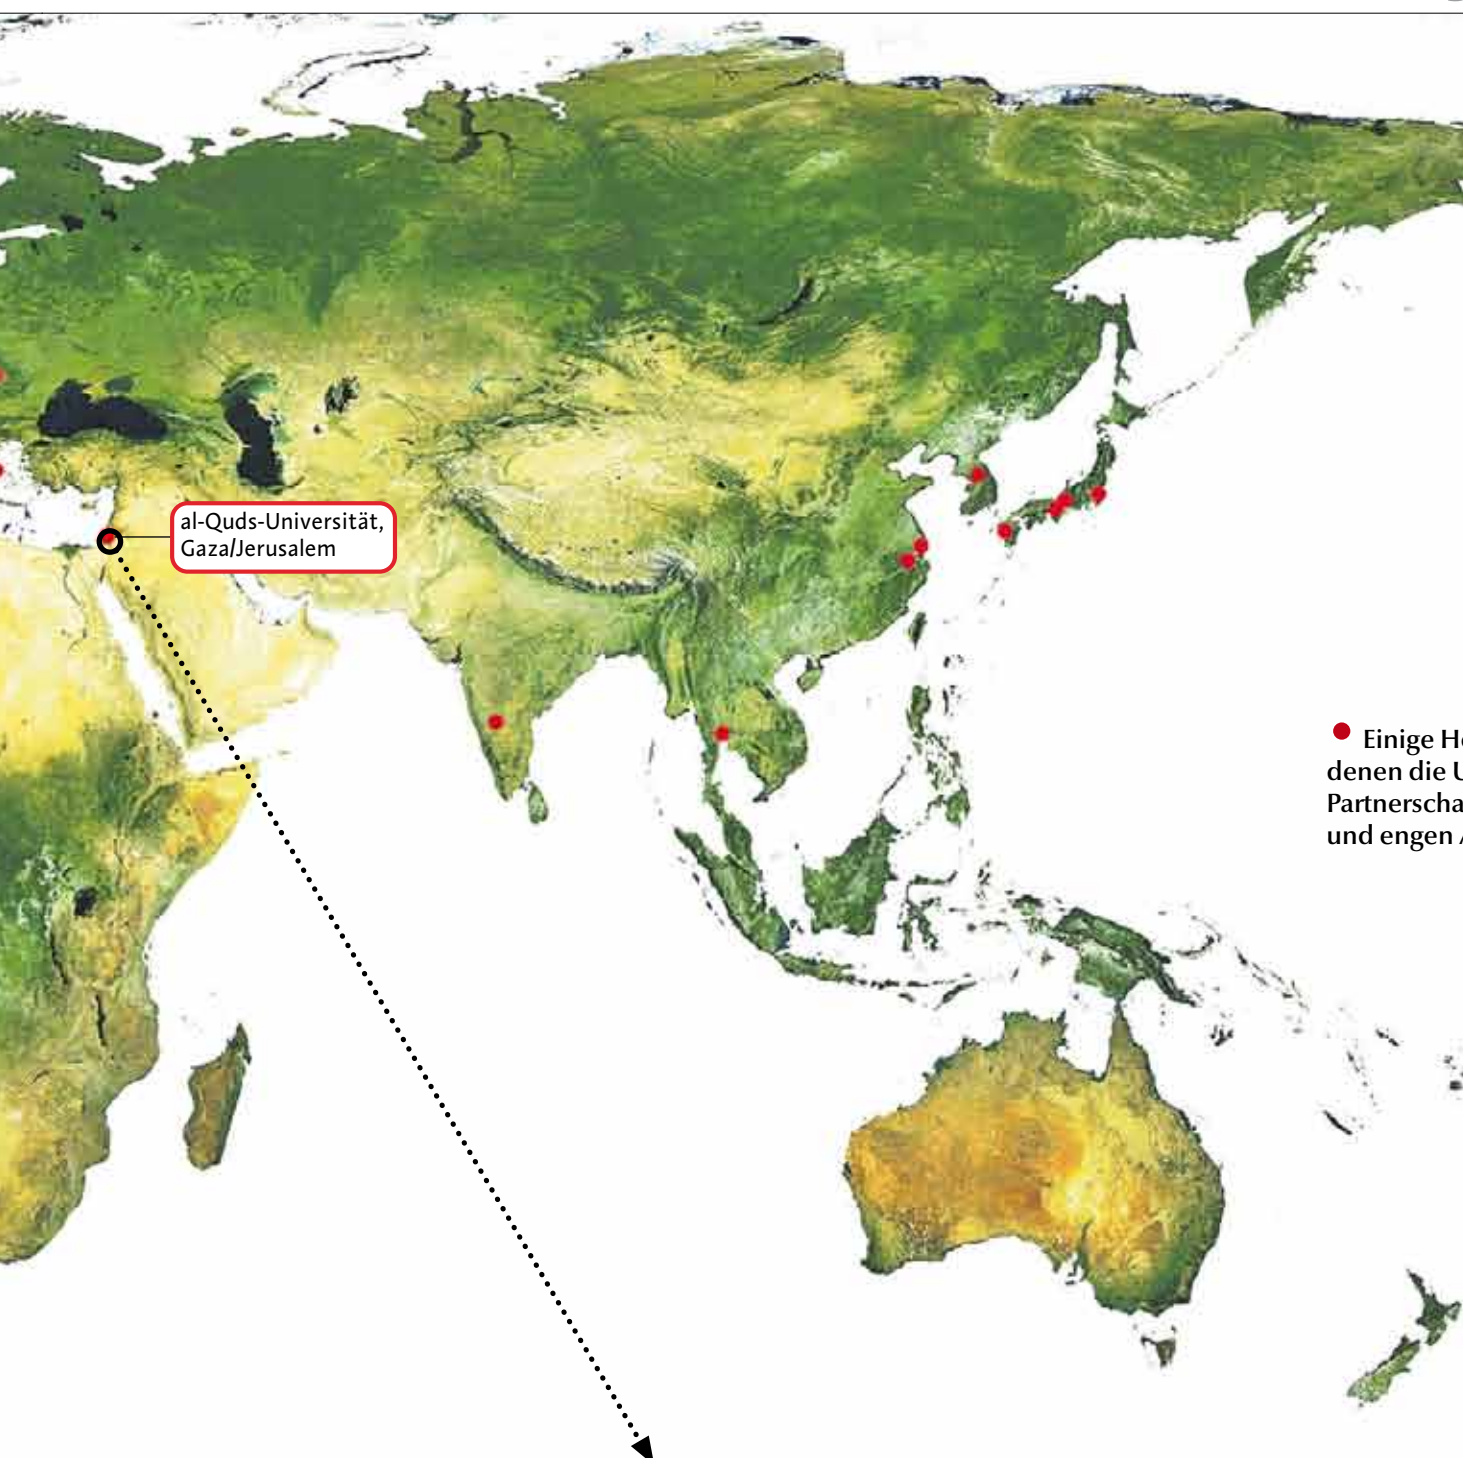 al-Quds-Universität,
Gaza/Jerusalem
Einige
denen die
Partnerscha
und engen